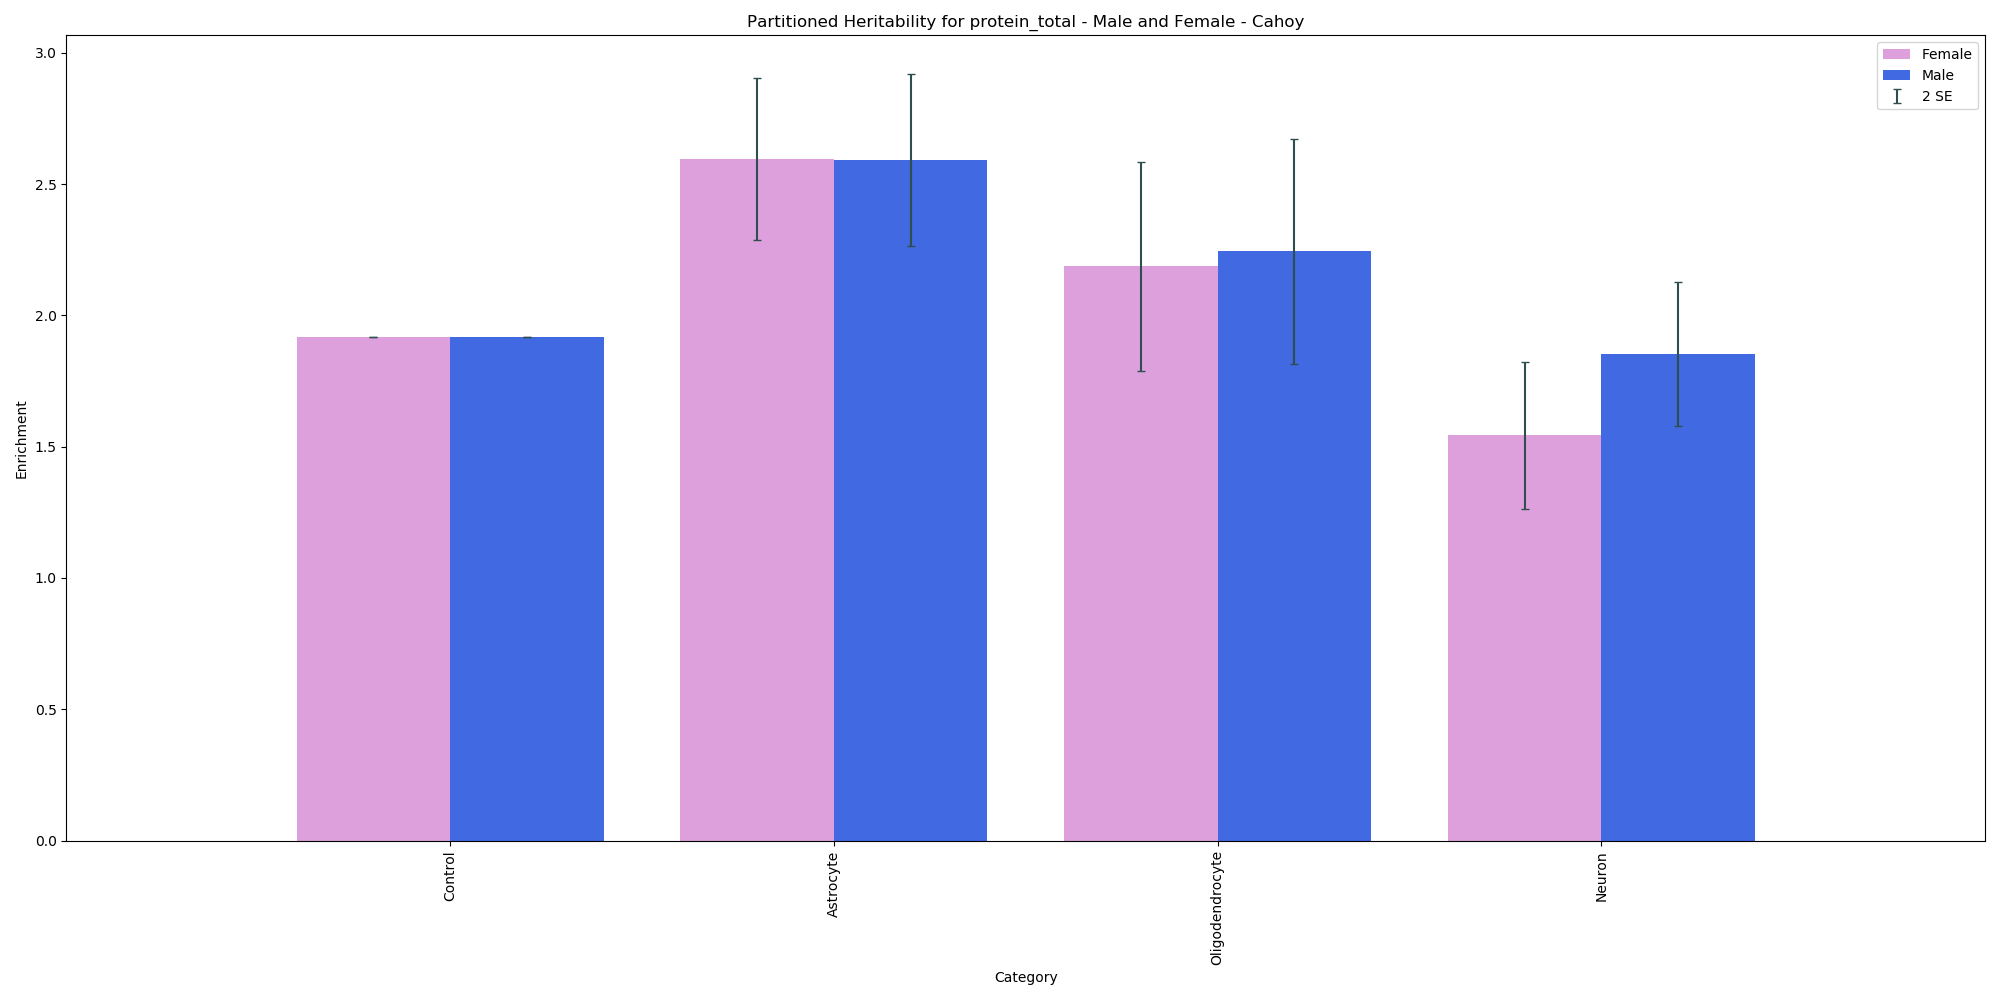 Partitioned Heritability for protein_total - Male and Female - Cahoy
Female
Male
2 SE
Enrichment
3.0
2.5
2.0
1.5
1.0
0.5
0.0
Control
Astrocyte
Oligodendrocyte
Neuron
Category